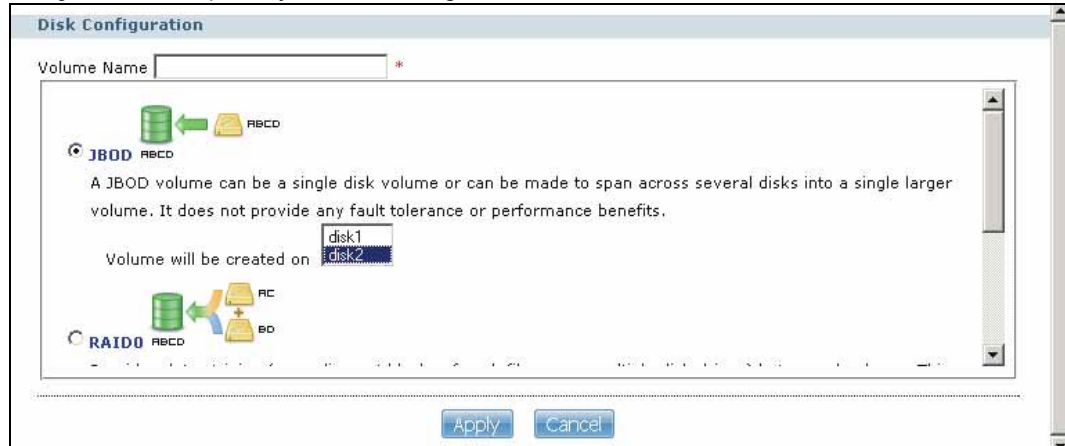 Disk Configuration
Volume Name *
ABCD
JBOD ABCD
A JBOD volume can be a single disk volume or can be made to span across several disks into a single larger
volume. It does not provide any fault tolerance or performance benefits.
disk1
Volume will be created on disk2
AC
BD
RAID0 ABCD
Apply Cancel